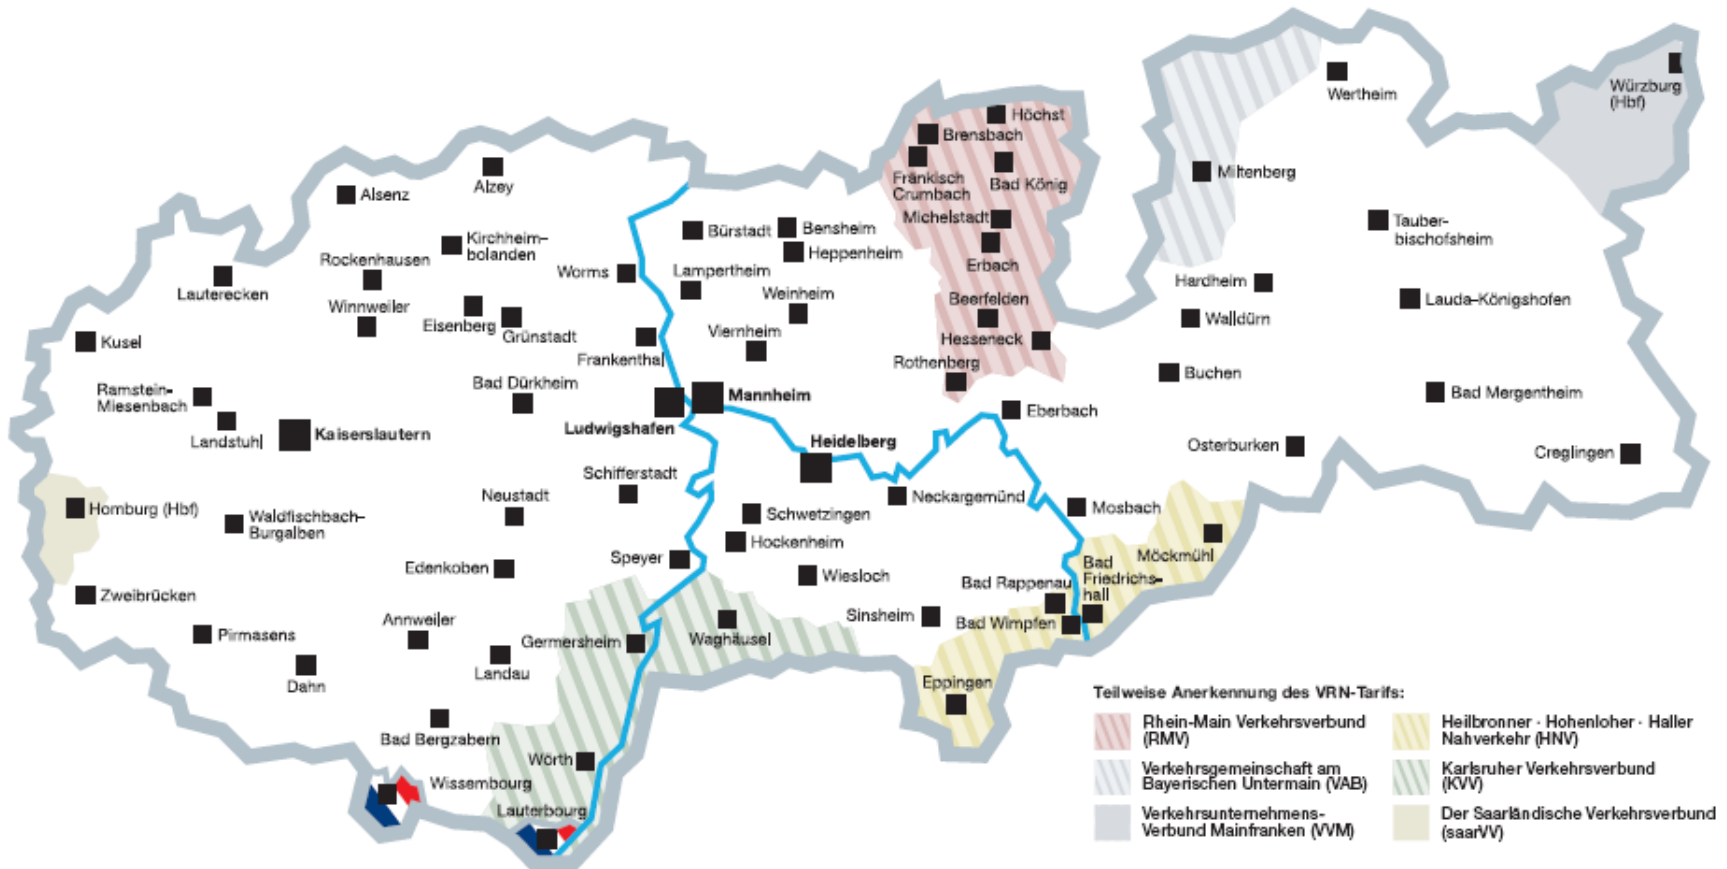 Würzburg
(Hbf)
Wertheim
Höchst
Brensbach
Fränkisch
Crumbach
Bad König
Miltenberg
Alzey
Alsenz
Michelstadt
Tauber-
bischofsheim
Bürstadt
Bensheim
Kirchheim-
bolanden
Heppenheim
Rockenhausen
Worms
Lampertheim
Erbach
Hardheim
Lauterecken
Weinheim
Beerfelden
Lauda-Königshofen
Winnweiler
Eisenberg
Grünstadt
Viernheim
Walldürn
Kusel
Hesseneck
Frankenthal
Rothenberg
Buchen
Ramstein-
Miesenbach
Bad Dürkheim
Mannheim
Bad Mergentheim
Eberbach
Landstuhl
Kaiserslautern
Ludwigshafen
Heidelberg
Osterburken
Creglingen
Schifferstadt
Neustadt
Neckargemünd
Mosbach
Homburg (Hbf)
Waldfischbach-
Burgalben
Schwetzingen
Hockenheim
Speyer
Möckmühl
Edenkoben
Wiesloch
Bad Rappenau
Bad
Friedrichs-
hall
Zweibrücken
Sinsheim
Bad Wimpfen
Annweiler
Pirmasens
Germersheim
Waghäusel
Landau
Dahn
Eppingen
Bad Bergzabern
Wörth
Wissembourg
Lauterbourg
Teilweise Anerkennung des VRN-Tarifs:
Rhein-Main Verkehrsverbund
(RMV)
Verkehrsgemeinschaft am
Bayerischen Untermain (VAB)
Verkehrsunternehmens-
Verbund Mainfranken (VVM)
Heilbronner · Hohenloher · Haller
Nahverkehr (HNV)
Karlsruher Verkehrsverbund
(KVV)
Der Saarländische Verkehrsverbund
(saarVV)